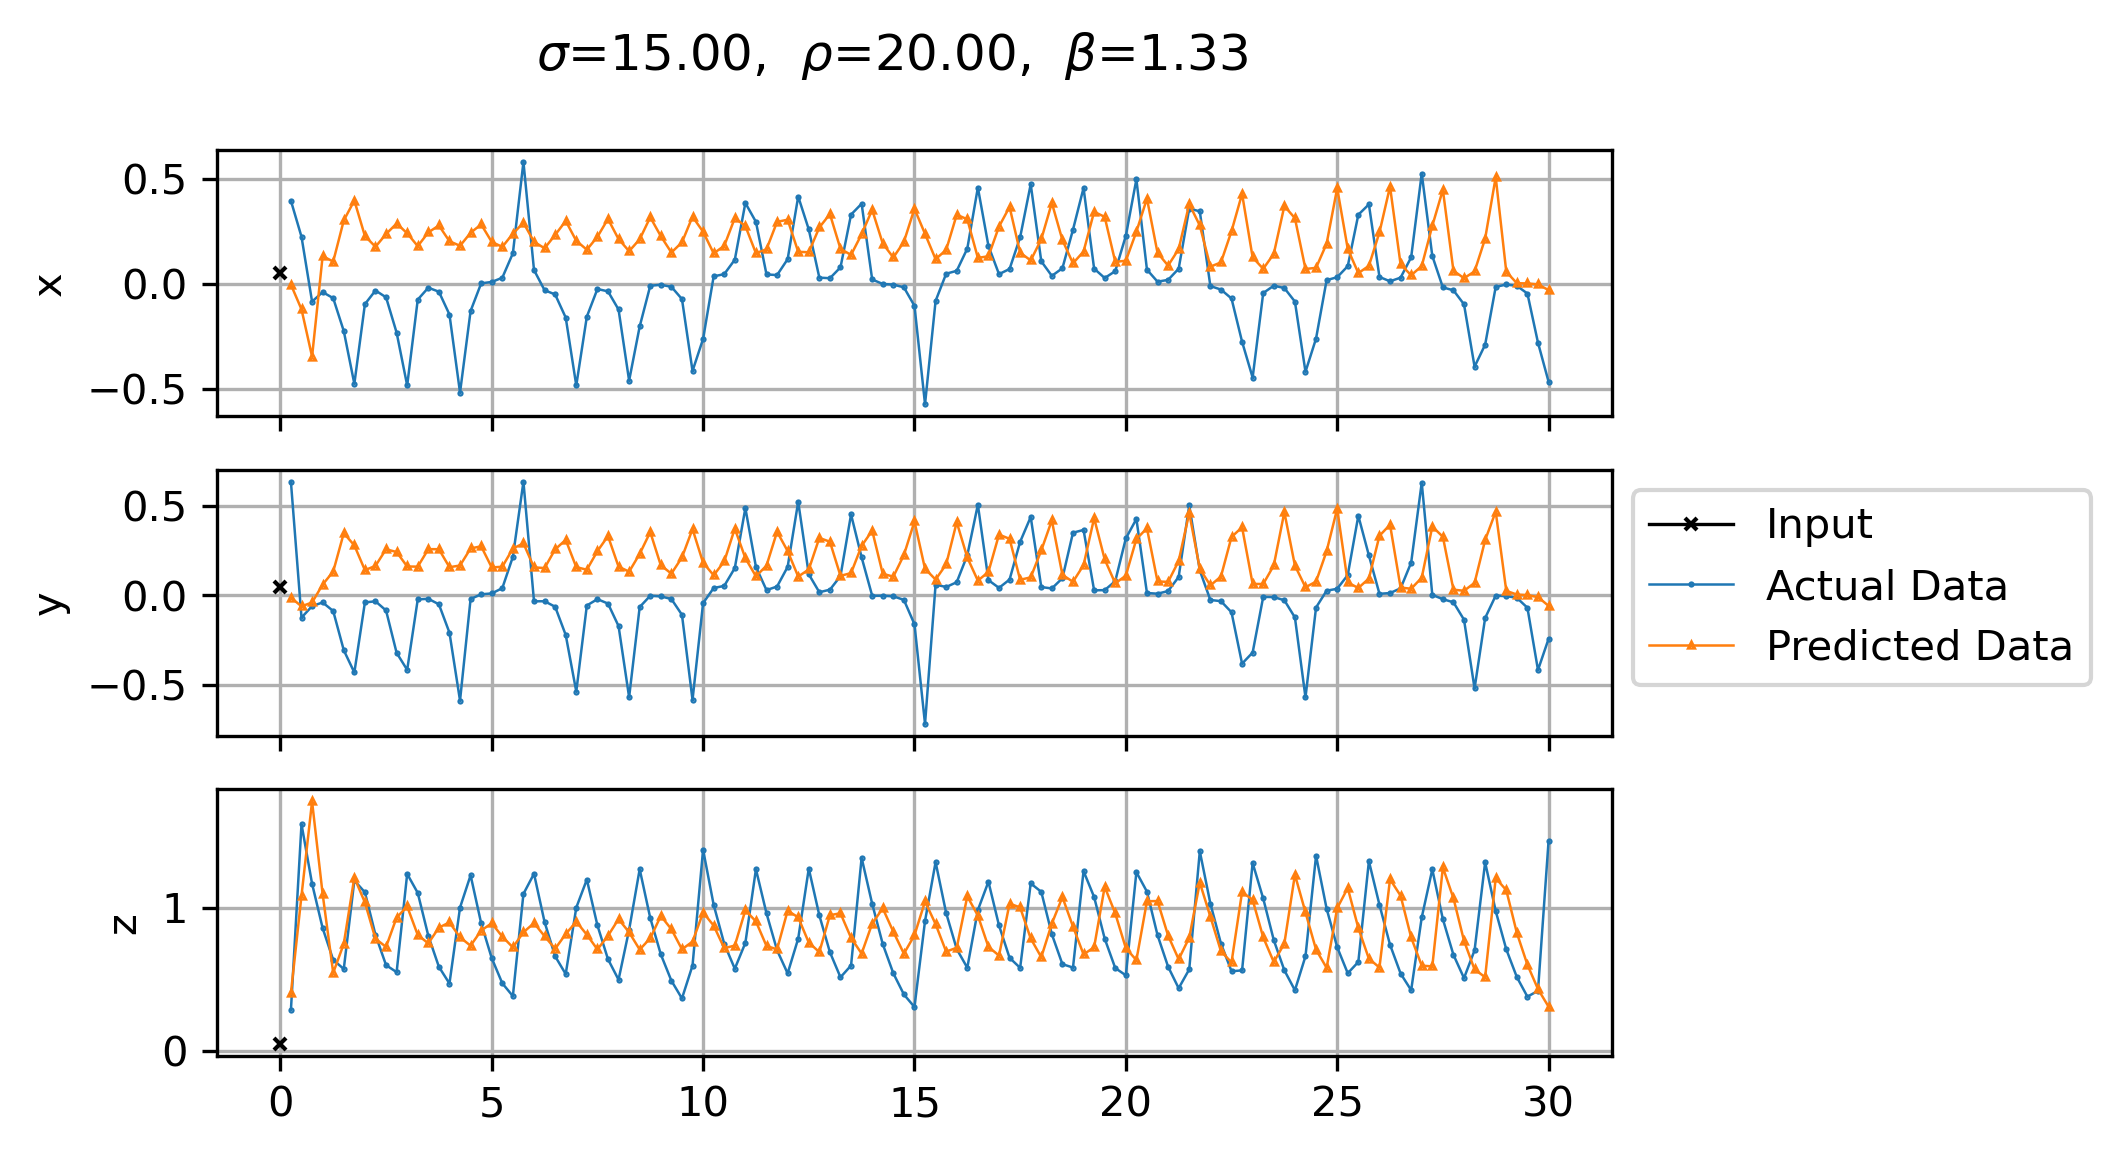 σ=15.00, ρ=20.00, β=1.33
0.5
0.0
−0.5
x
0.5
0.0
−0.5
y
Input
Actual Data
Predicted Data
1
0
z
0 5 10 15 20 25 30